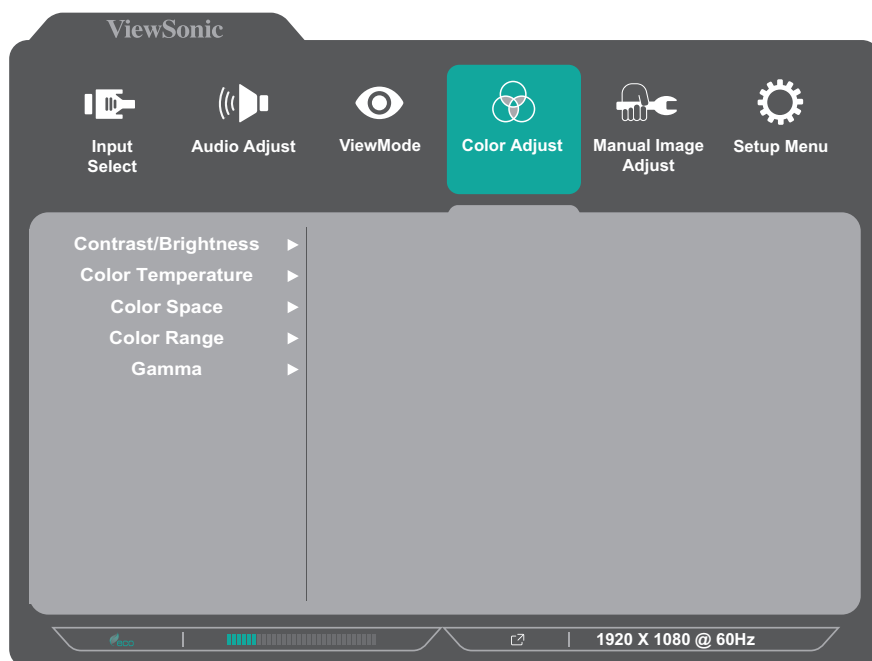 ViewSonic
Input
Select
Audio Adjust
ViewMode
Color Adjust
Manual Image
Adjust
Setup Menu
Contrast/Brightness
Color Temperature
Color Space
Color Range
Gamma
eco
1920 X 1080 @ 60Hz